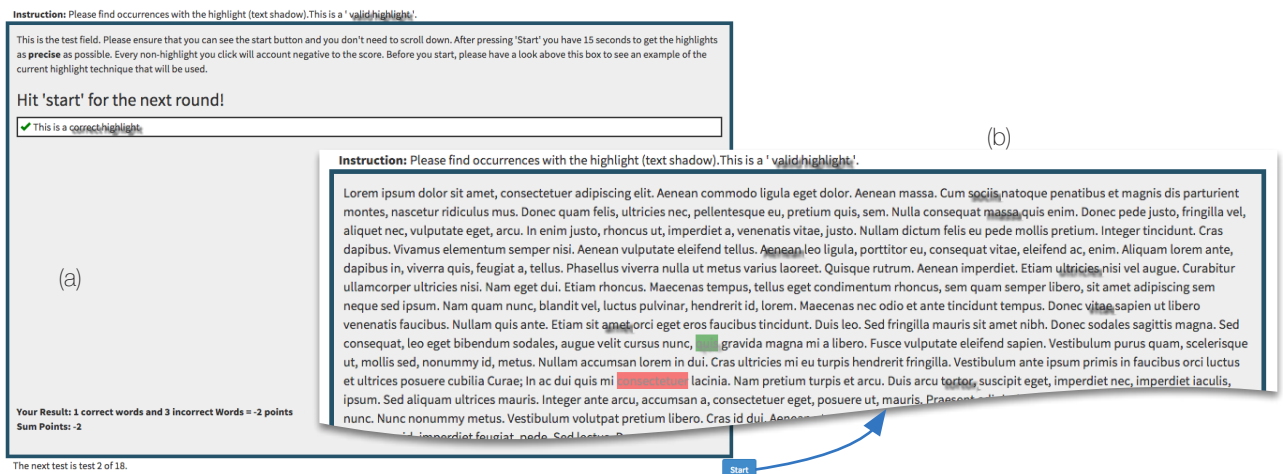 Instruction: Please find occurrences with the highlight (text shadow).This is a ' valid highlight '.
This is the test field. Please ensure that you can see the start button and you don't need to scroll down. After pressing 'Start' you have 15 seconds to get the highlights
as precise as possible. Every non-highlight you click will account negative to the score. Before you start, please have a look above this box to see an example of the
current highlight technique that will be used.
Hit 'start' for the next round!
This is a correct highlight
(a)
Your Result: 1 correct words and 3 incorrect Words = -2 points
Sum Points: -2
The next test is test 2 of 18.
Start
(b)
Instruction: Please find occurrences with the highlight (text shadow).This is a ' valid highlight '.
Lorem ipsum dolor sit amet, consectetuer adipiscing elit. Aenean commodo ligula eget dolor. Aenean massa. Cum sociis natoque penatibus et magnis dis parturient
montes, nascetur ridiculus mus. Donec quam felis, ultricies nec, pellentesque eu, pretium quis, sem. Nulla consequat massa quis enim. Donec pede justo, fringilla vel,
aliquet nec, vulputate eget, arcu. In enim justo, rhoncus ut, imperdiet a, venenatis vitae, justo. Nullam dictum felis eu pede mollis pretium. Integer tincidunt. Cras
dapibus. Vivamus elementum semper nisi. Aenean vulputate eleifend tellus. Aenean leo ligula, porttitor eu, consequat vitae, eleifend ac, enim. Aliquam lorem ante,
dapibus in, viverra quis, feugiat a, tellus. Phasellus viverra nulla ut metus varius laoreet. Quisque rutrum. Aenean imperdiet. Etiam ultricies nisi vel augue. Curabitur
ullamcorper ultricies nisi. Nam eget dui. Etiam rhoncus. Maecenas tempus, tellus eget condimentum rhoncus, sem quam semper libero, sit amet adipiscing sem
neque sed ipsum. Nam quam nunc, blandit vel, luctus pulvinar, hendrerit id, lorem. Maecenas nec odio et ante tincidunt tempus. Donec vitae sapien ut libero
venenatis faucibus. Nullam quis ante. Etiam sit amet orci eget eros faucibus tincidunt. Duis leo. Sed fringilla mauris sit amet nibh. Donec sodales sagittis magna. Sed
consequat, leo eget bibendum sodales, augue velit cursus nunc, gravida magna mi a libero. Fusce vulputate eleifend sapien. Vestibulum purus quam, scelerisque
ut, mollis sed, nonummy id, metus. Nullam accumsan lorem in dui. Cras ultricies mi eu turpis hendrerit fringilla. Vestibulum ante ipsum primis in faucibus orci luctus
et ultrices posuere cubilia Curae; In ac dui quis mi consectetuer lacinia. Nam pretium turpis et arcu. Duis arcu tortor, suscipit eget, imperdiet nec, imperdiet iaculis,
ipsum. Sed aliquam ultrices mauris. Integer ante arcu, accumsan a, consectetuer eget, posuere ut, mauris. Praesent
nunc. Nunc nonummy metus. Vestibulum volutpat pretium libero. Cras id dui. Aenean
imperdiet feugiat, pede. Sed lectus.